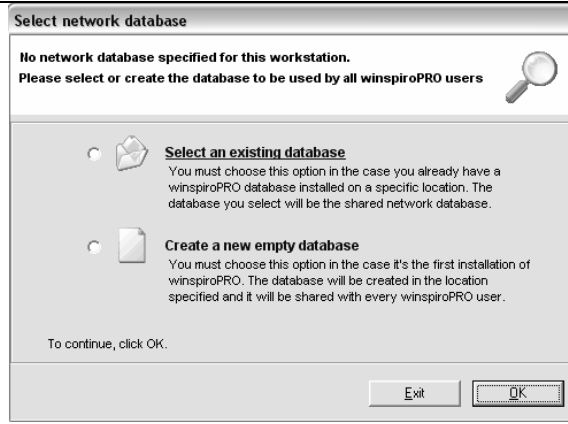 Select network database
No network database specified for this workstation.
Please select or create the database to be used by all winspiroPRO users
Select an existing database
You must choose this option in the case you already have a
winspiroPRO database installed on a specific location. The
database you select will be the shared network database.
Create a new empty database
You must choose this option in the case it's the first installation of
winspiroPRO. The database will be created in the location
specified and it will be shared with every winspiroPRO user.
To continue, click OK.
Exit
OK